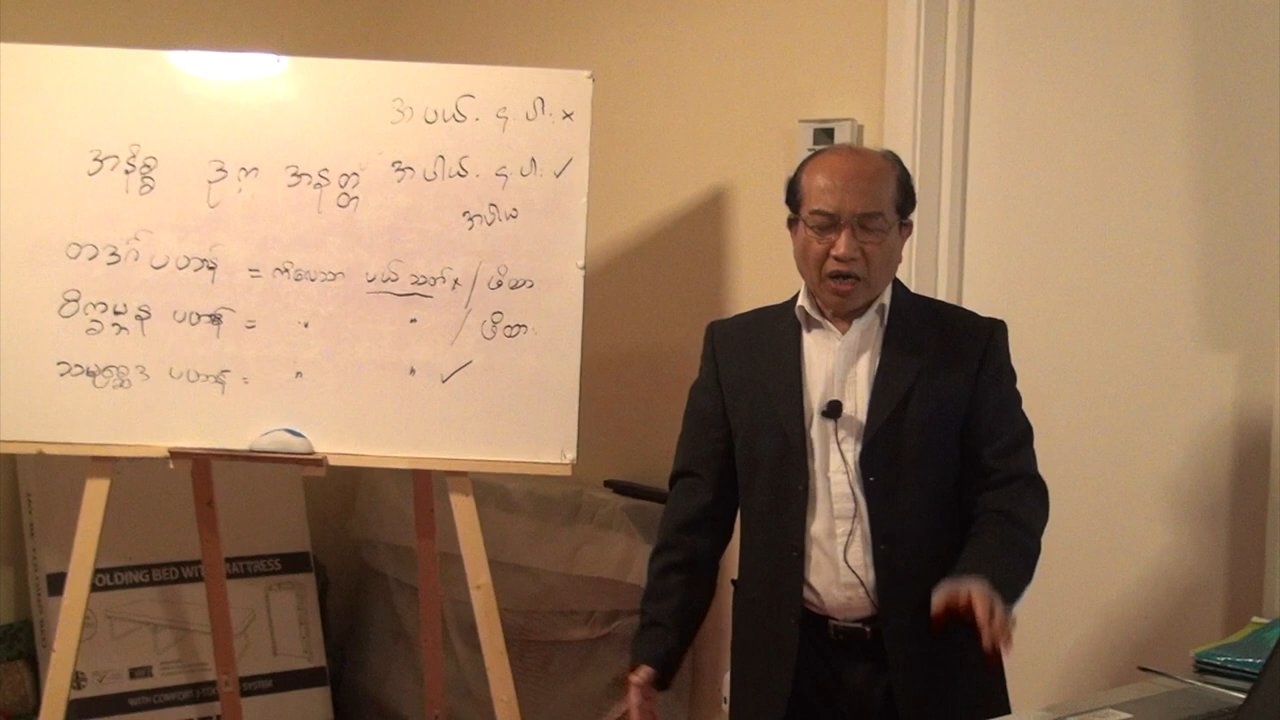 အပယ်. ၄. ပါး ×
အနိစ္စ ဒုက္ခ အနတ္တ အပါယ်. ၄. ပါး ✓
အပါယ
တဒင်္ဂ ပဟာန် = ကိလေသာ ပယ် သတ် × / ဖိထား
ဝိက္ခမ္ဘန ပဟာန် = " " / ဖိထား
သမုစ္ဆေဒ ပဟာန် = " " ✓
FOLDING BED WITH MATTRESS
WITH COMFORT SYSTEM